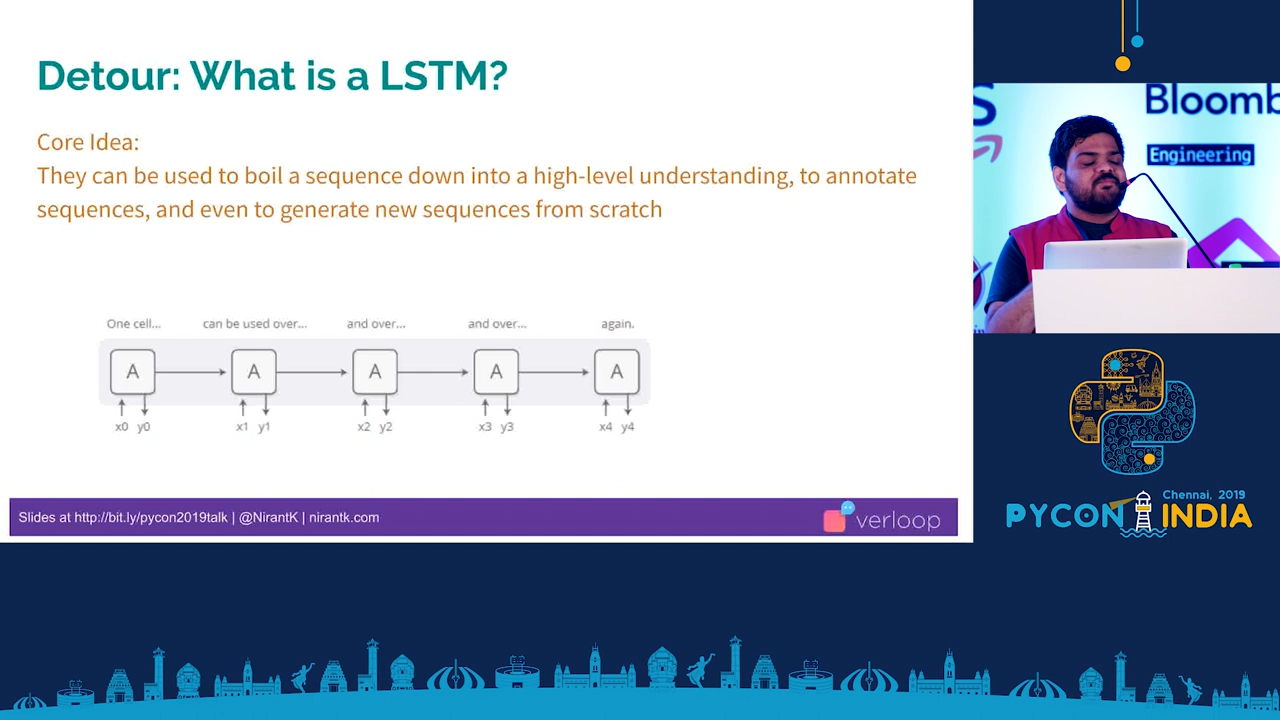 Detour: What is a LSTM?
Core Idea:
They can be used to boil a sequence down into a high-level understanding, to annotate
sequences, and even to generate new sequences from scratch
One cell... can be used over... and over... and over... again.
A A A A A
x0 y0 x1 y1 x2 y2 x3 y3 x4 y4
Slides at http://bit.ly/pycon2019talk | @NirantK | nirantk.com
verloop
S
Bloomb
Engineering
Chennai, 2019
PYCON INDIA